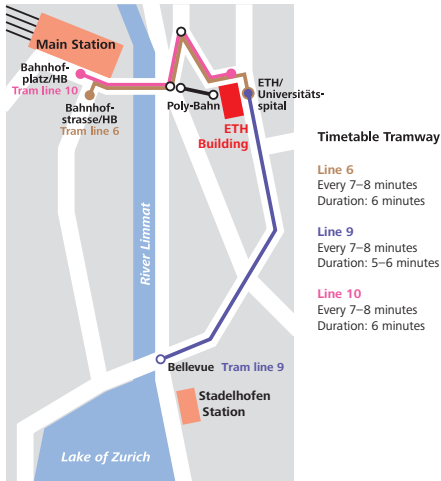 Main Station
Bahnhof-
platz/HB
Tram line 10
Bahnhof-
strasse/HB
Tram line 6
Poly-Bahn
ETH/
Universitäts-
spital
ETH
Building
River Limmat
Bellevue Tram line 9
Stadelhofen
Station
Lake of Zurich
Timetable Tramway
Line 6
Every 7–8 minutes
Duration: 6 minutes
Line 9
Every 7–8 minutes
Duration: 5–6 minutes
Line 10
Every 7–8 minutes
Duration: 6 minutes